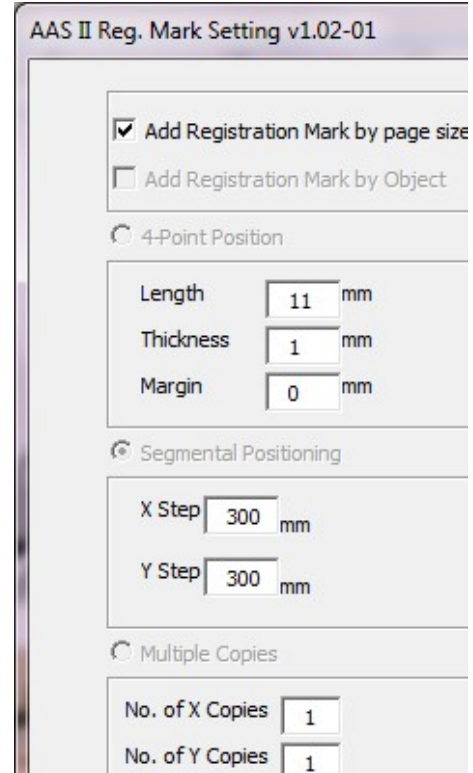 AAS II Reg. Mark Setting v1.02-01
Add Registration Mark by page size
Add Registration Mark by Object
4-Point Position
Length 11 mm
Thickness 1 mm
Margin 0 mm
Segmental Positioning
X Step 300 mm
Y Step 300 mm
Multiple Copies
No. of X Copies 1
No. of Y Copies 1